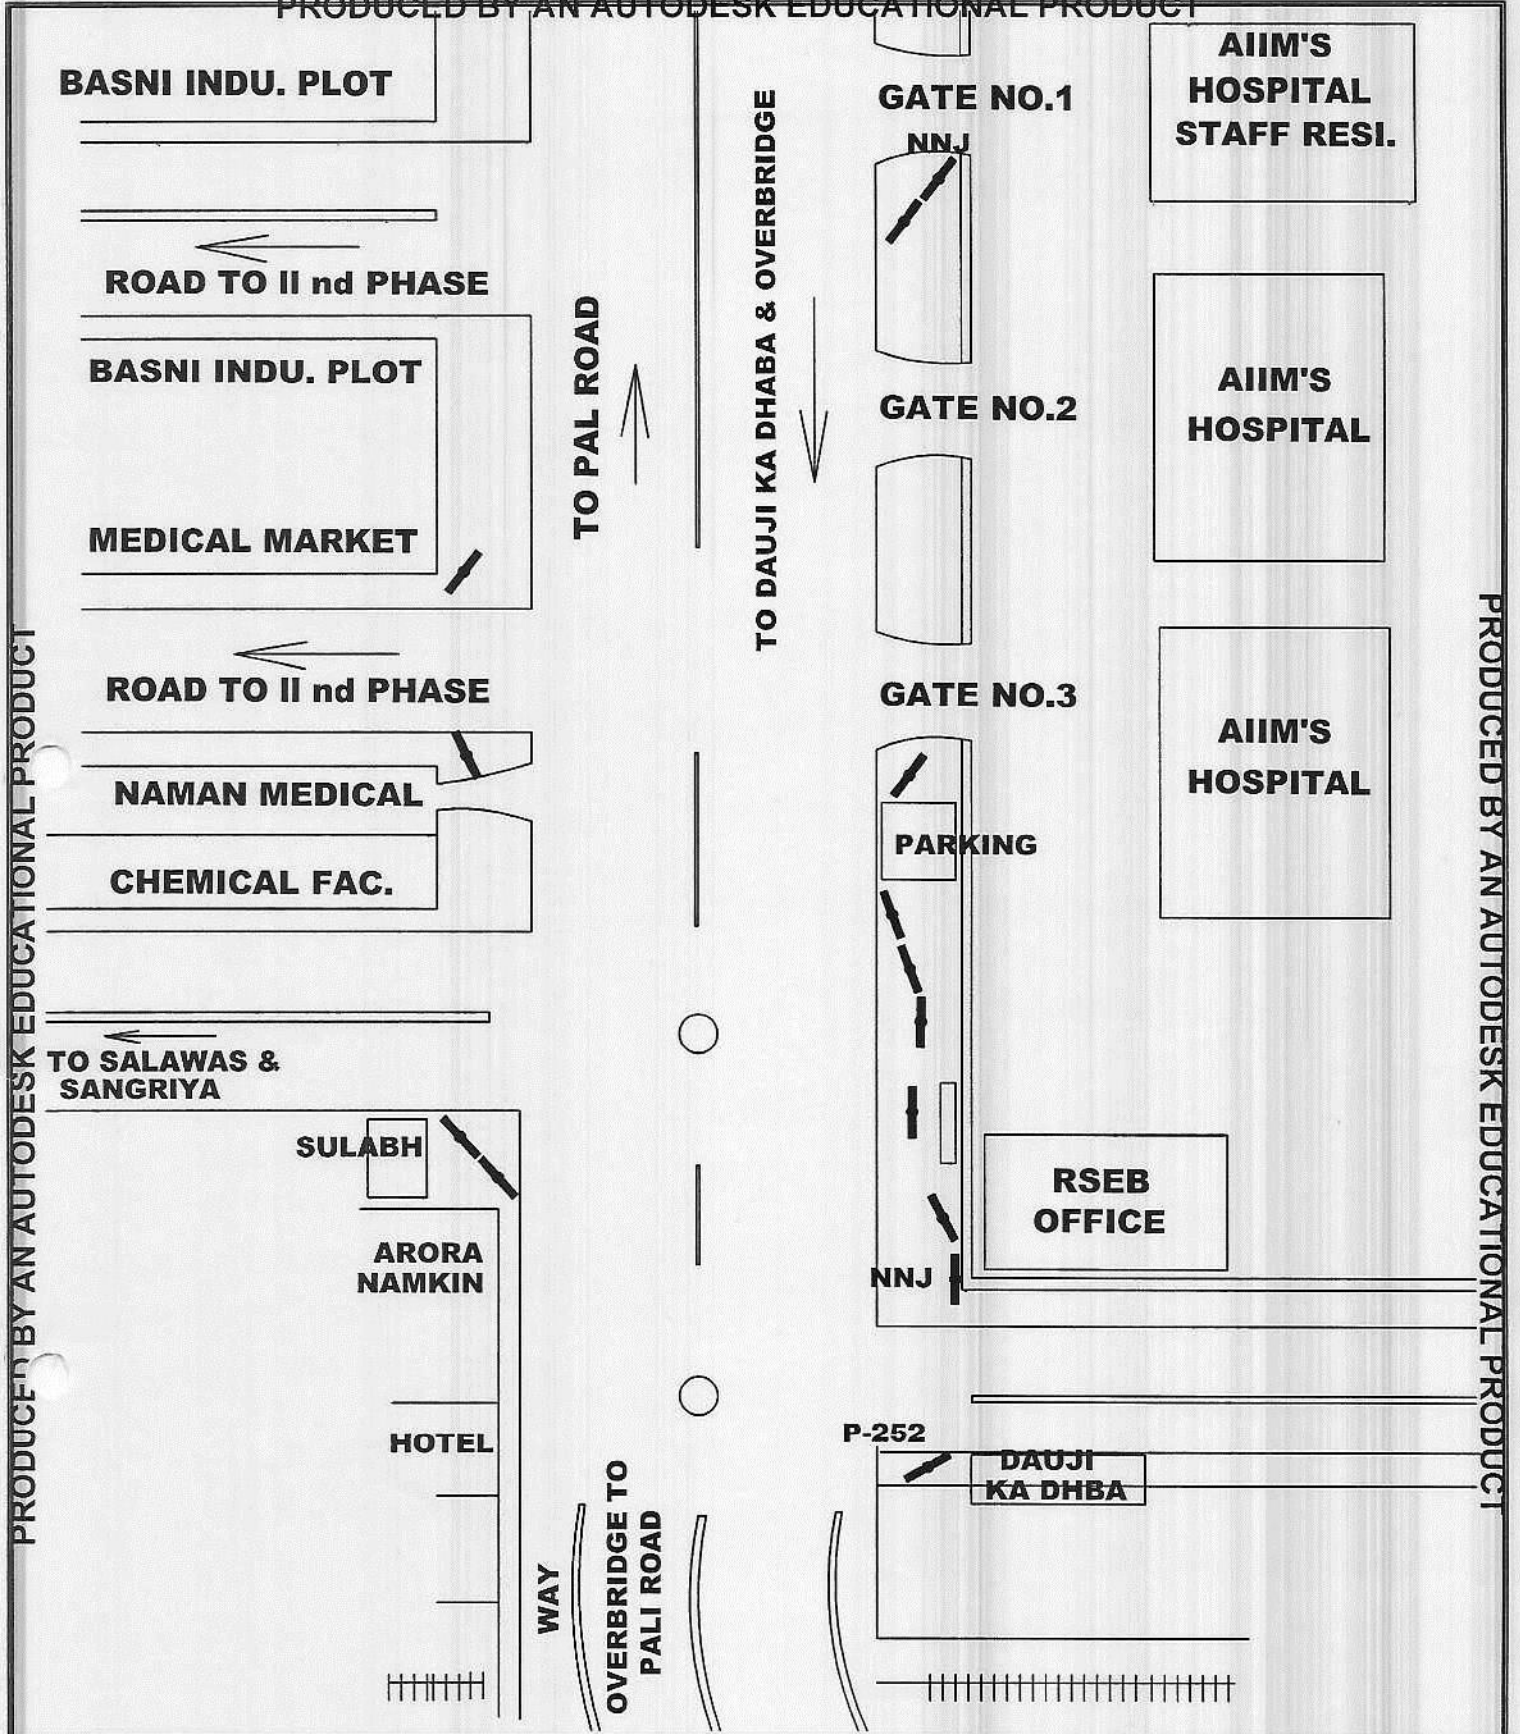 PRODUCED BY AN AUTODESK EDUCATIONAL PRODUCT
BASNI INDU. PLOT
GATE NO.1
NNJ
AIIM'S
HOSPITAL
STAFF RESI.
ROAD TO II nd PHASE
TO PAL ROAD
TO DAUJI KA DHABA & OVERBRIDGE
BASNI INDU. PLOT
GATE NO.2
AIIM'S
HOSPITAL
MEDICAL MARKET
ROAD TO II nd PHASE
GATE NO.3
AIIM'S
HOSPITAL
NAMAN MEDICAL
PARKING
CHEMICAL FAC.
TO SALAWAS &
SANGRIYA
SULABH
RSEB
OFFICE
ARORA
NAMKIN
NNJ
HOTEL
P-252
DAUJI
KA DHBA
WAY
OVERBRIDGE TO
PALI ROAD
PRODUCED BY AN AUTODESK EDUCATIONAL PRODUCT
PRODUCED BY AN AUTODESK EDUCATIONAL PRODUCT